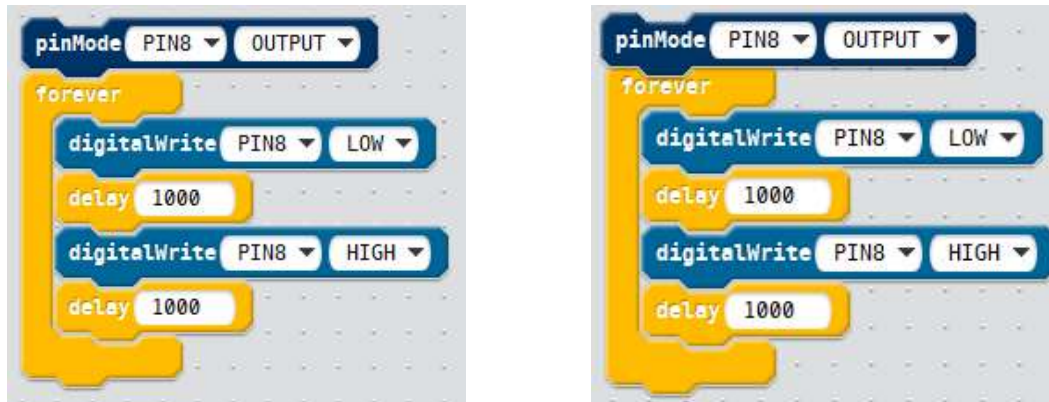 pinMode PIN8 OUTPUT
forever
digitalWrite PIN8 LOW
delay 1000
digitalWrite PIN8 HIGH
delay 1000
pinMode PIN8 OUTPUT
forever
digitalWrite PIN8 LOW
delay 1000
digitalWrite PIN8 HIGH
delay 1000